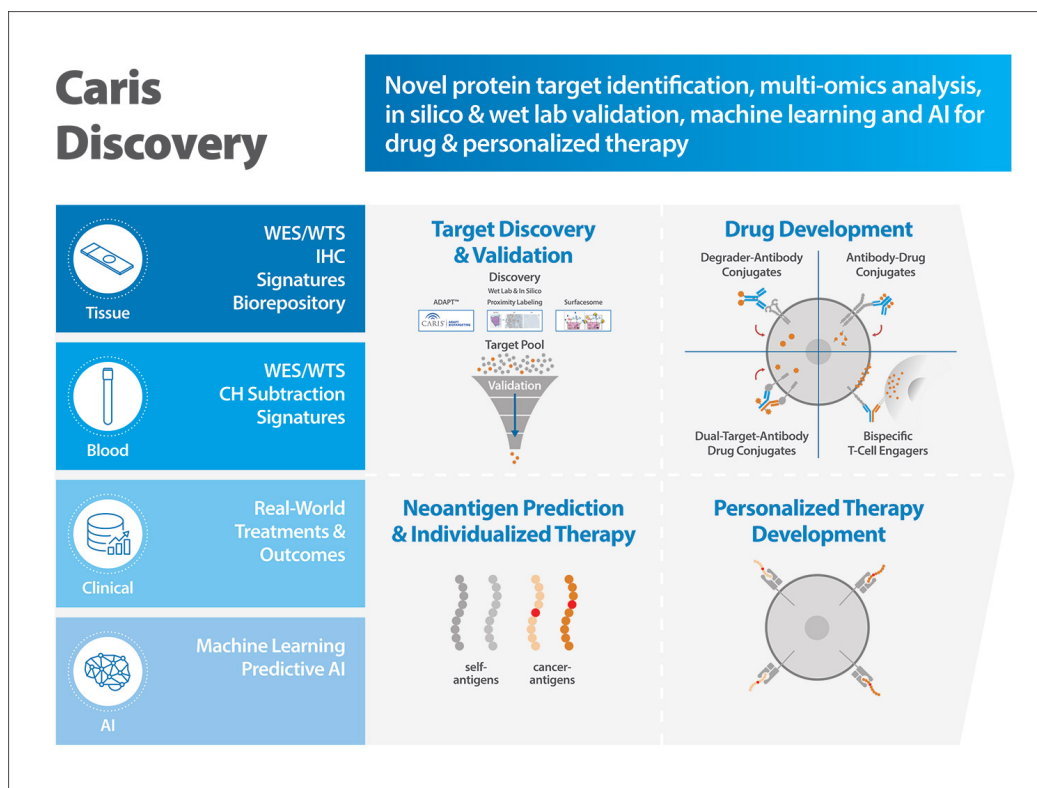 Caris
Discovery
Novel protein target identification, multi-omics analysis,
in silico & wet lab validation, machine learning and AI for
drug & personalized therapy
Tissue
WES/WTS
IHC
Signatures
Biorepository
Blood
WES/WTS
CH Subtraction
Signatures
Clinical
Real-World
Treatments &
Outcomes
AI
Machine Learning
Predictive AI
Target Discovery
& Validation
Discovery
Wet Lab & In Silico
ADAPT™
Proximity Labeling
Surfacesome
CARIS
ADAPT
Target Pool
Validation
Drug Development
Degrader-Antibody
Conjugates
Antibody-Drug
Conjugates
Dual-Target-Antibody
Drug Conjugates
Bispecific
T-Cell Engagers
Neoantigen Prediction
& Individualized Therapy
self-
antigens
cancer-
antigens
Personalized Therapy
Development